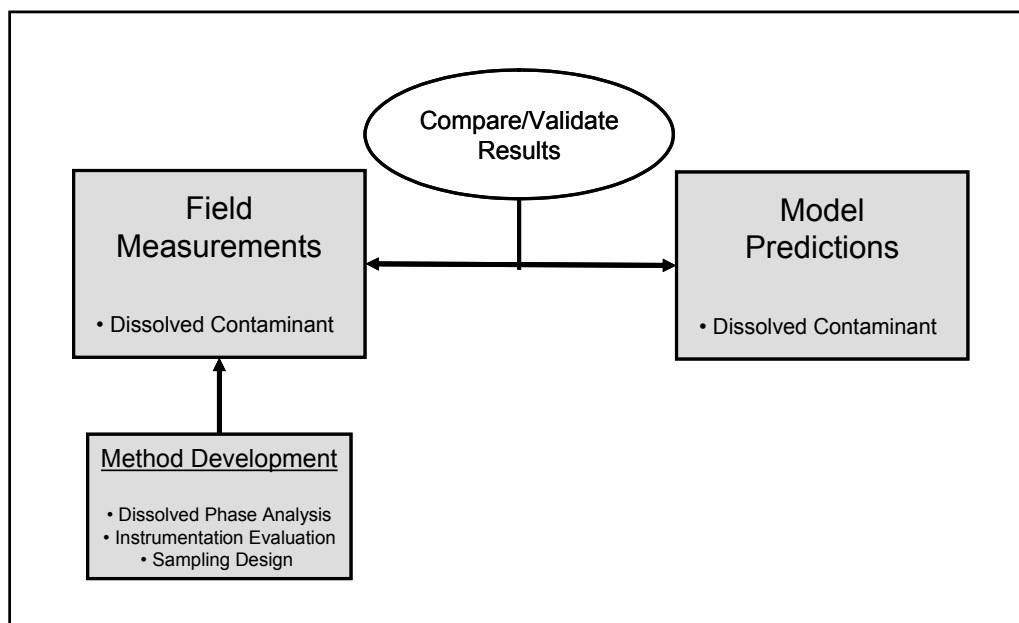 Compare/Validate
Results
Field
Measurements
• Dissolved Contaminant
Model
Predictions
• Dissolved Contaminant
Method Development
• Dissolved Phase Analysis
• Instrumentation Evaluation
• Sampling Design